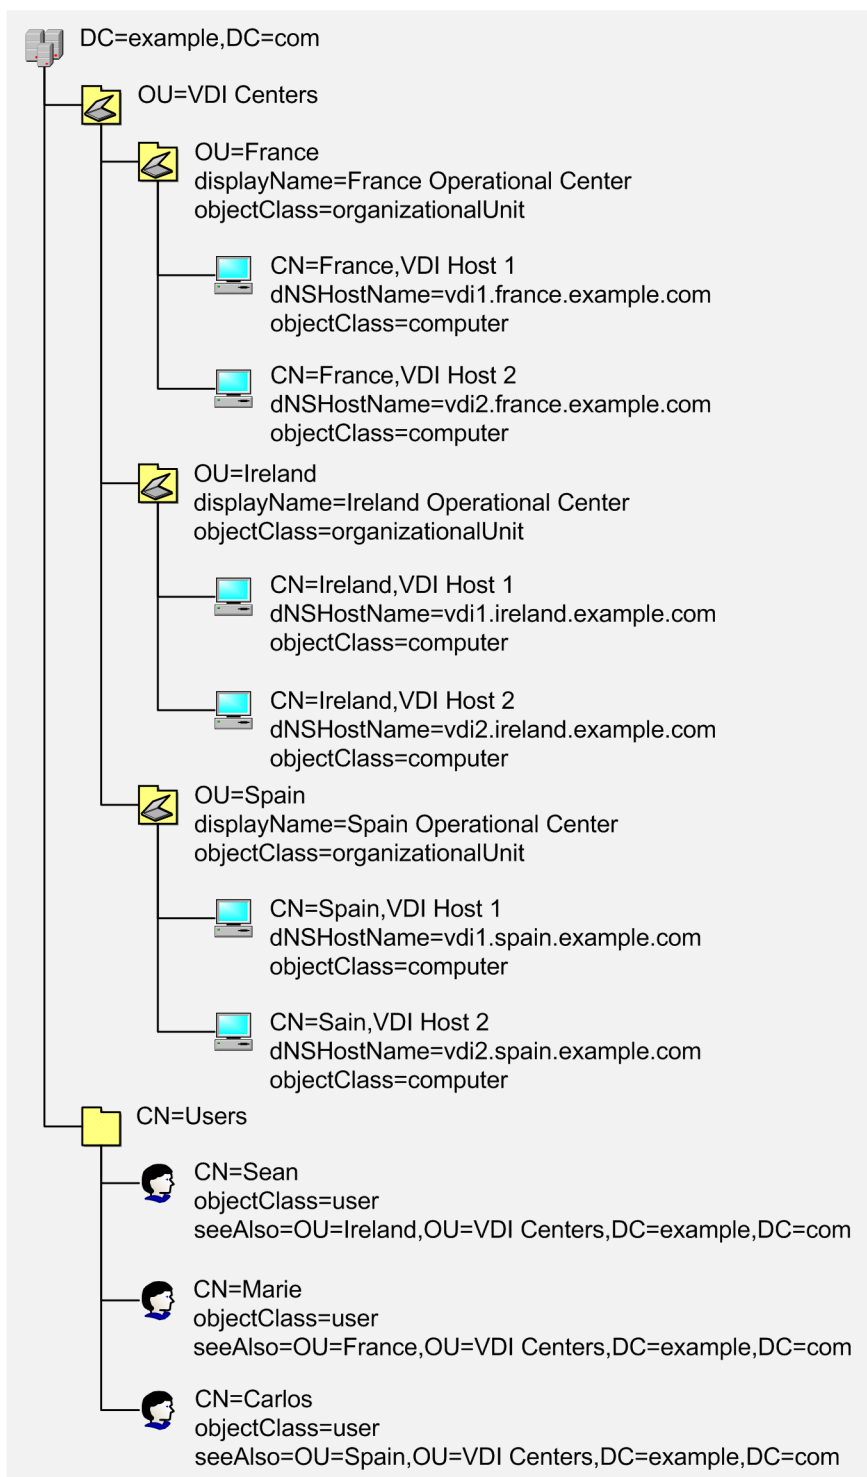 DC=example,DC=com
OU=VDI Centers
OU=France
displayName=France Operational Center
objectClass=organizationalUnit
CN=France,VDI Host 1
dNSHostName=vdi1.france.example.com
objectClass=computer
CN=France,VDI Host 2
dNSHostName=vdi2.france.example.com
objectClass=computer
OU=Ireland
displayName=Ireland Operational Center
objectClass=organizationalUnit
CN=Ireland,VDI Host 1
dNSHostName=vdi1.ireland.example.com
objectClass=computer
CN=Ireland,VDI Host 2
dNSHostName=vdi2.ireland.example.com
objectClass=computer
OU=Spain
displayName=Spain Operational Center
objectClass=organizationalUnit
CN=Spain,VDI Host 1
dNSHostName=vdi1.spain.example.com
objectClass=computer
CN=Sain,VDI Host 2
dNSHostName=vdi2.spain.example.com
objectClass=computer
CN=Users
CN=Sean
objectClass=user
seeAlso=OU=Ireland,OU=VDI Centers,DC=example,DC=com
CN=Marie
objectClass=user
seeAlso=OU=France,OU=VDI Centers,DC=example,DC=com
CN=Carlos
objectClass=user
seeAlso=OU=Spain,OU=VDI Centers,DC=example,DC=com